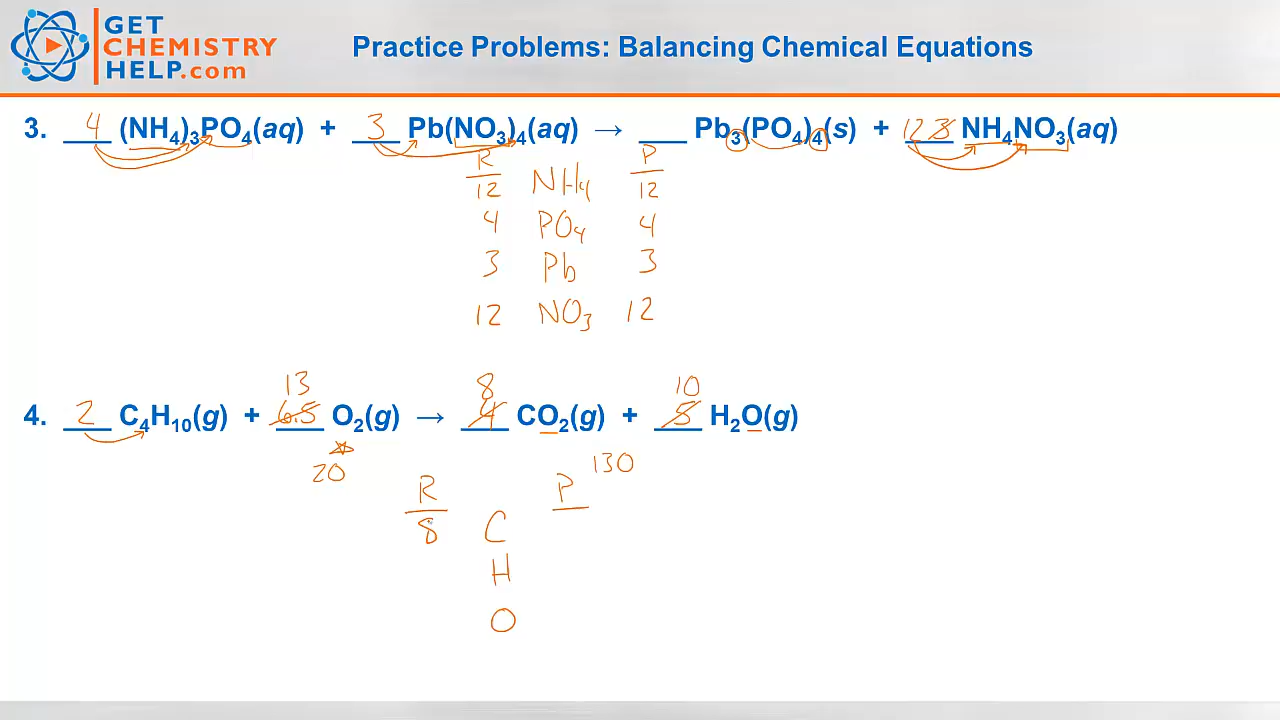 GET
CHEMISTRY
HELP.com
Practice Problems: Balancing Chemical Equations
3. 4 (NH₄)₃PO₄(aq) + 3 Pb(NO₃)₄(aq) → ___ Pb₃(PO₄)₄(s) + 12 3 NH₄NO₃(aq)
R P
12 NH₄ 12
4 PO₄ 4
3 Pb 3
12 NO₃ 12
13 8 10
4. 2 C₄H₁₀(g) + 6.5 O₂(g) → 4 CO₂(g) + 5 H₂O(g)
20 130
R P
8 C
H
O